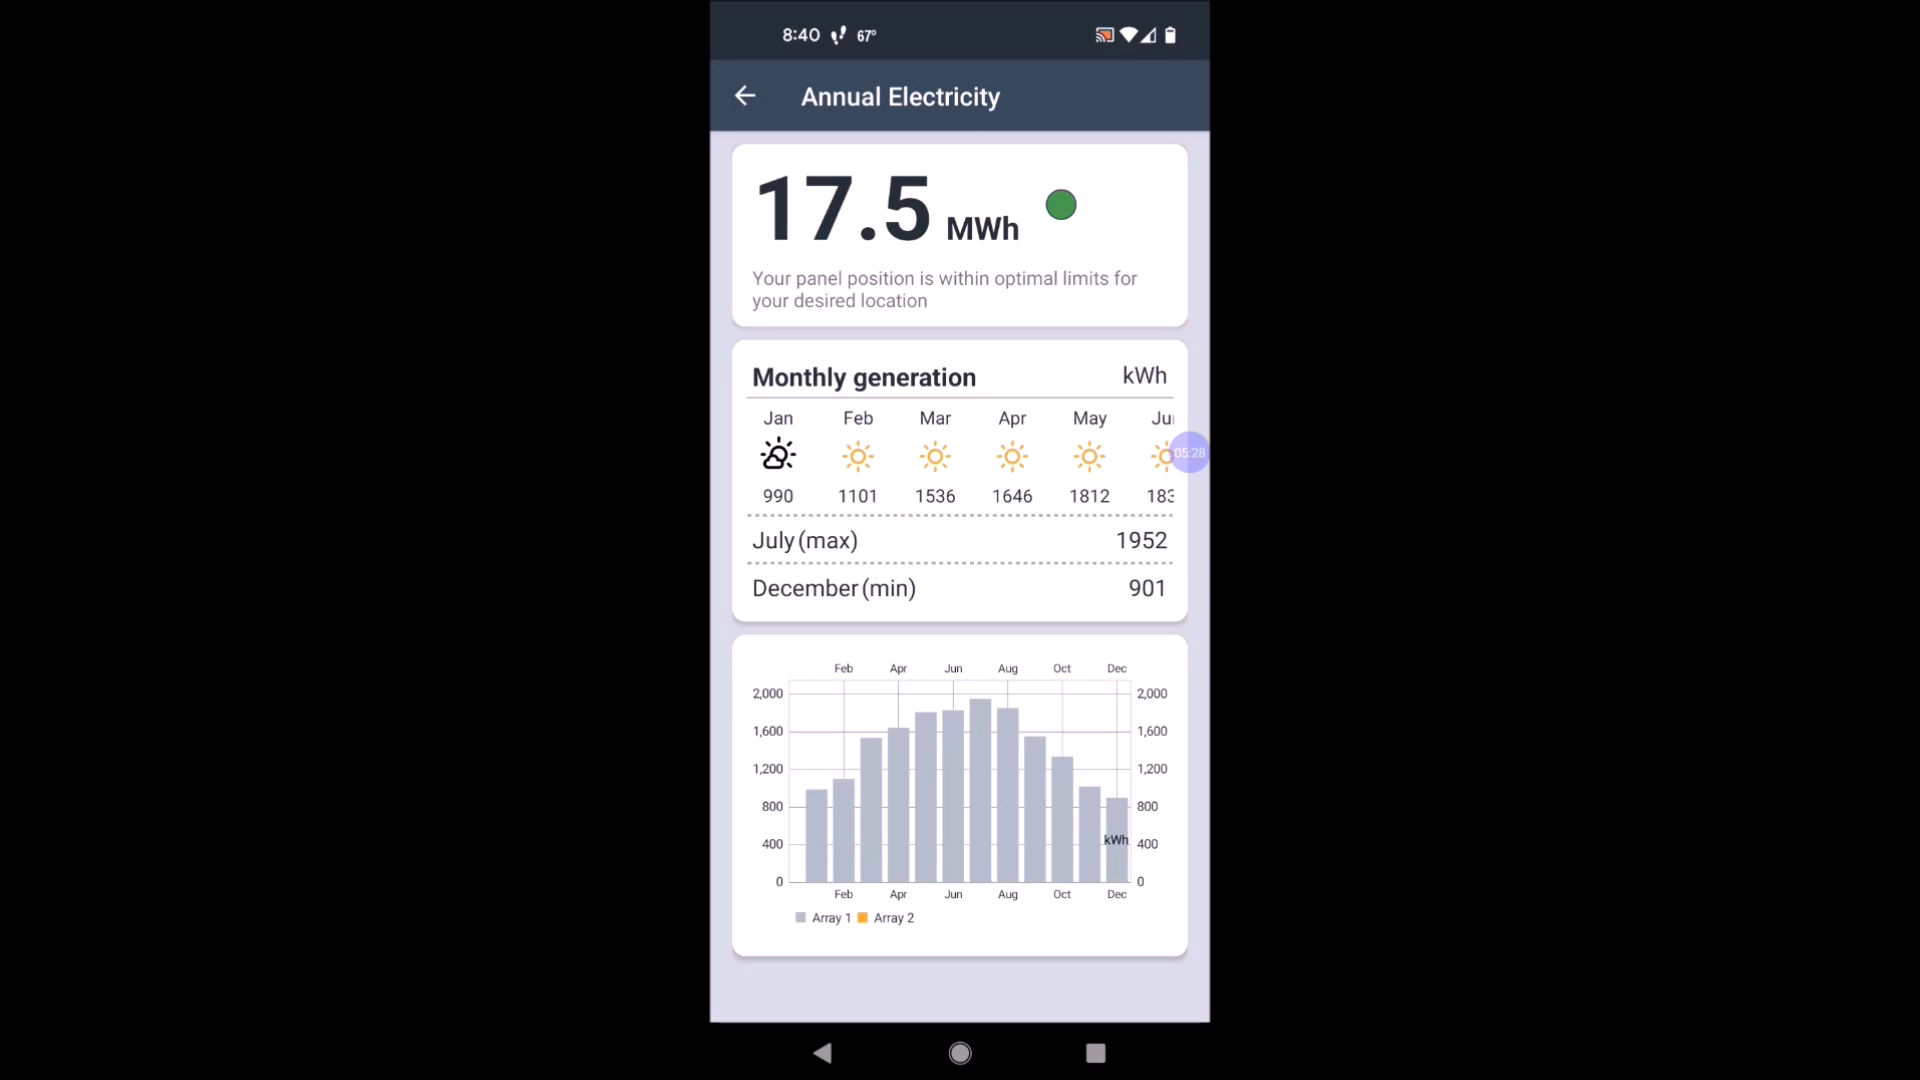 8:40 67°
Annual Electricity
17.5 MWh
Your panel position is within optimal limits for
your desired location
Monthly generation kWh
Jan Feb Mar Apr May
05:28
990 1101 1536 1646 1812 183
July (max) 1952
December (min) 901
Feb Apr Jun Aug Oct Dec
2,000 2,000
1,600 1,600
1,200 1,200
800 800
kWh
400 400
0 0
Feb Apr Jun Aug Oct Dec
Array 1 Array 2